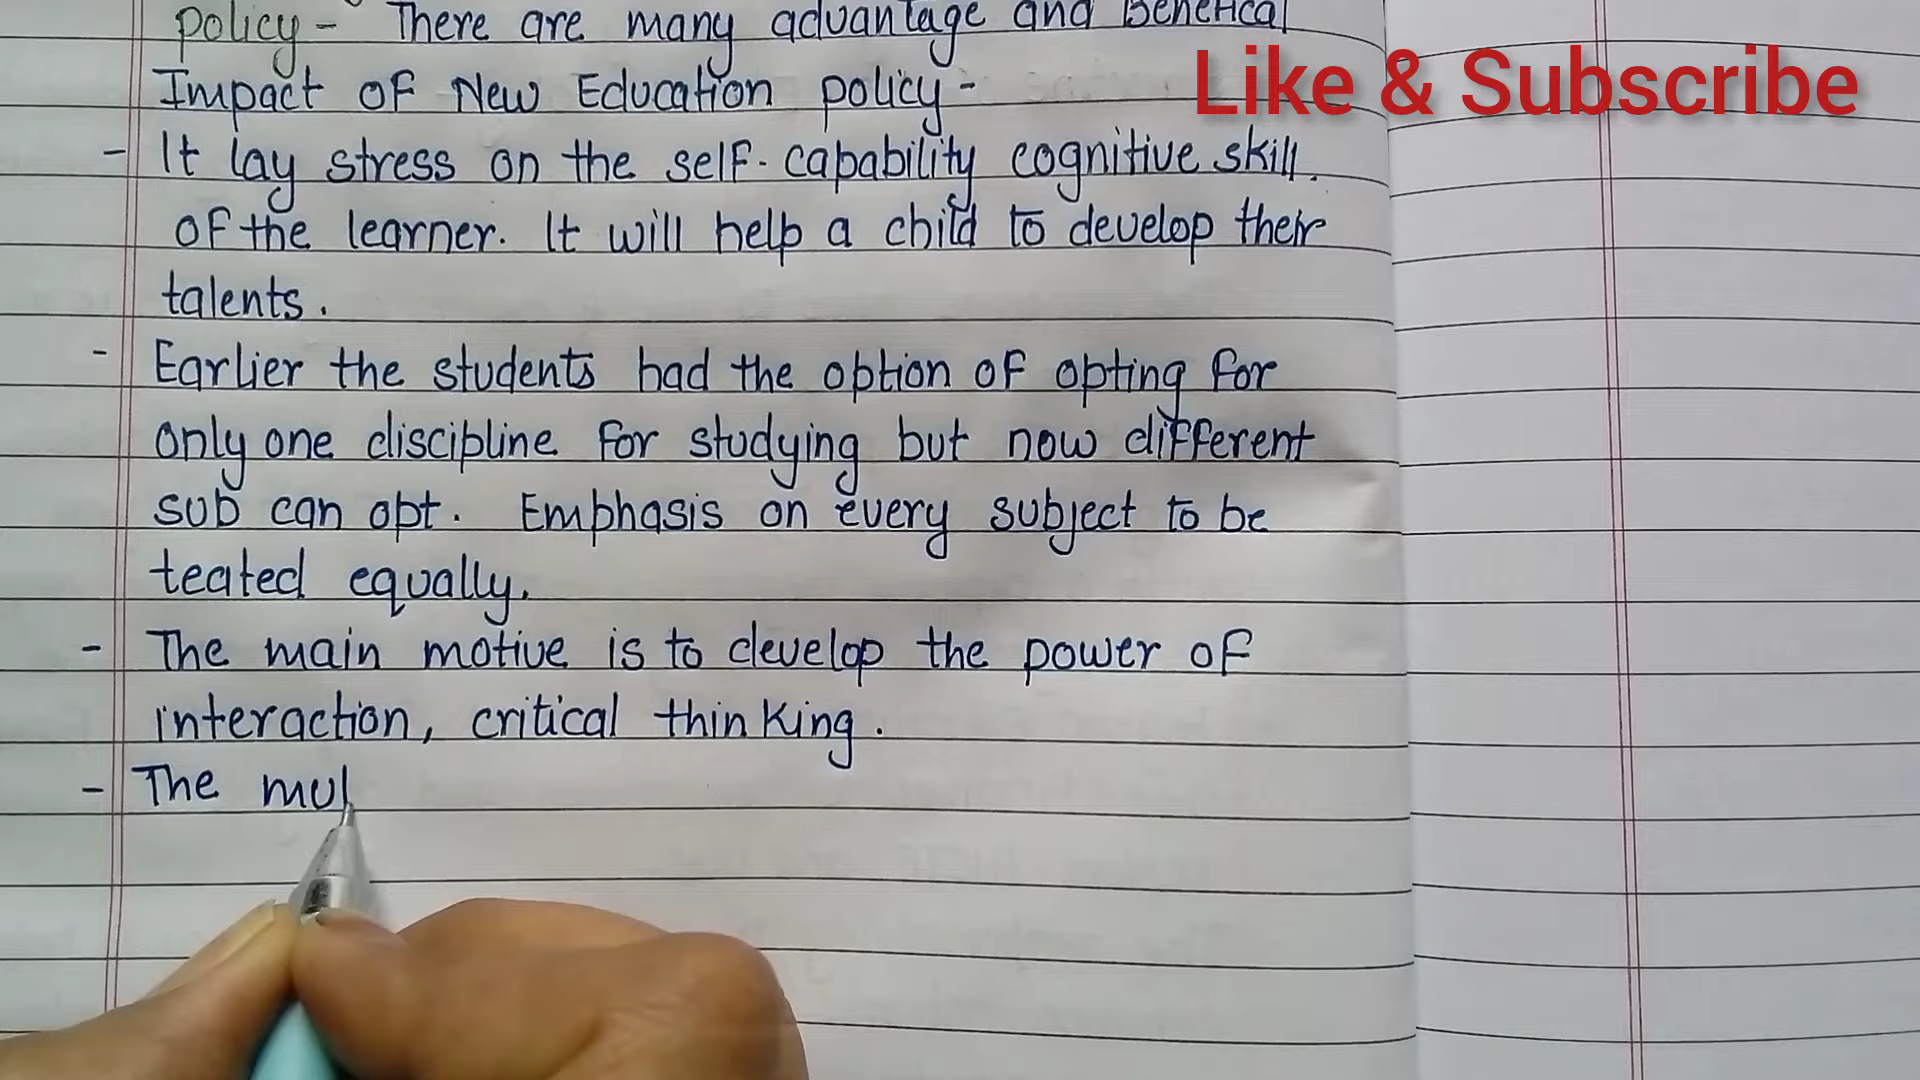 policy - There are many advantage and Benefical
Like & Subscribe
Impact of New Education policy -
- It lay stress on the self-capability cognitive skill.
of the learner. It will help a child to develop their
talents.
- Earlier the students had the option of opting for
only one discipline for studying but now different
sub can opt. Emphasis on every subject to be
teated equally.
- The main motive is to develop the power of
interaction, critical thinking.
- The mul